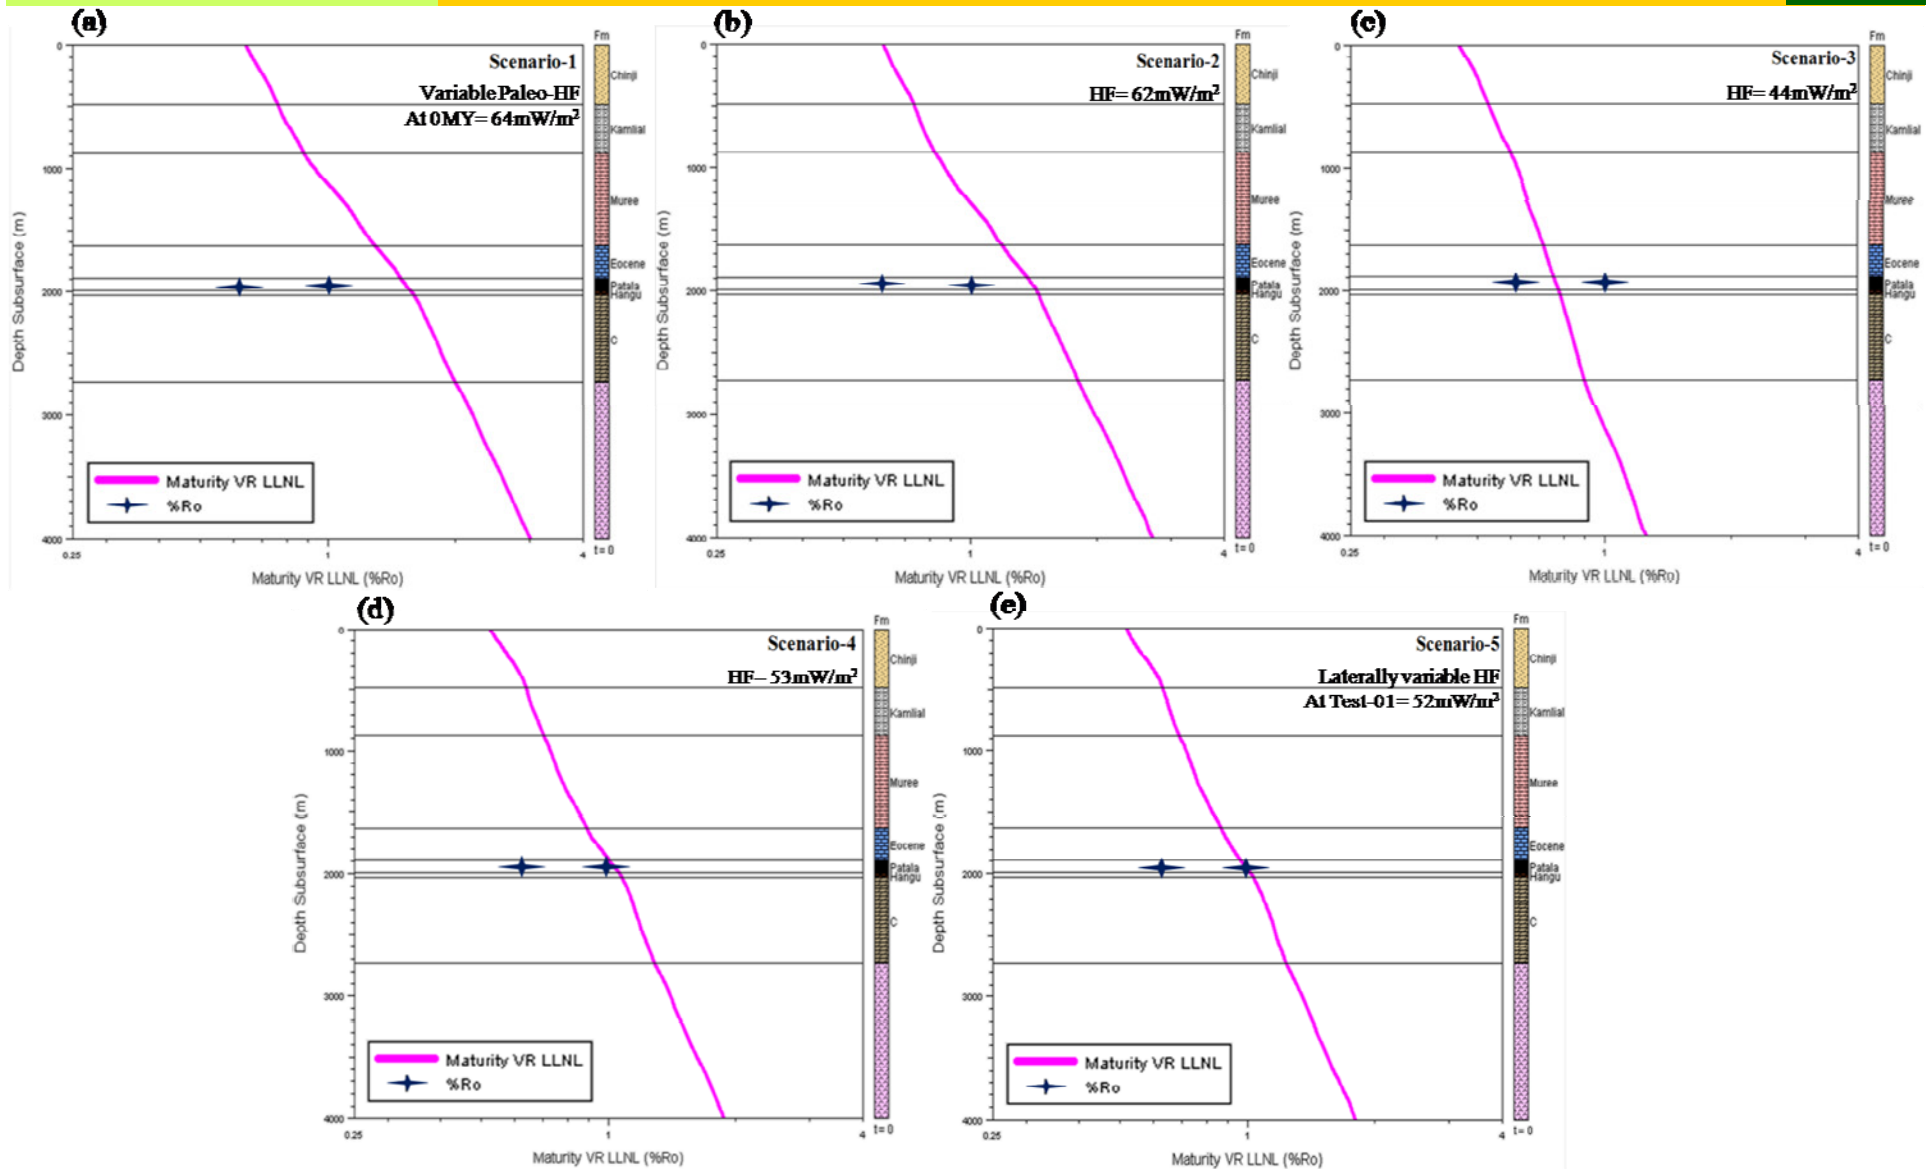 (a)
Scenario-1
Variable Paleo-HF
At 0MY= 64mW/m²
Fm
Chinji
Kamlial
Muree
Eocene
Patala
Hangu
C
t= 0
0
1000
2000
3000
4000
Depth Subsurface (m)
Maturity VR LLNL
%Ro
0.25
1
4
Maturity VR LLNL (%Ro)
(b)
Scenario-2
HF= 62mW/m²
Fm
Chinji
Kamlial
Muree
Eocene
Patala
Hangu
C
t= 0
0
1000
2000
3000
4000
Depth Subsurface (m)
Maturity VR LLNL
%Ro
0.25
1
4
Maturity VR LLNL (%Ro)
(c)
Scenario-3
HF= 44mW/m²
Fm
Chinji
Kamlial
Muree
Eocene
Patala
Hangu
C
t= 0
0
1000
2000
3000
4000
Depth Subsurface (m)
Maturity VR LLNL
%Ro
0.25
1
4
Maturity VR LLNL (%Ro)
(d)
Scenario-4
HF– 53mW/m²
Fm
Chinji
Kamlial
Muree
Eocene
Patala
Hangu
C
t= 0
0
1000
2000
3000
4000
Depth Subsurface (m)
Maturity VR LLNL
%Ro
0.25
1
4
Maturity VR LLNL (%Ro)
(e)
Scenario-5
Laterally variable HF
At Test-01= 52mW/m²
Fm
Chinji
Kamlial
Muree
Eocene
Patala
Hangu
C
t= 0
0
1000
2000
3000
4000
Depth Subsurface (m)
Maturity VR LLNL
%Ro
0.25
1
4
Maturity VR LLNL (%Ro)